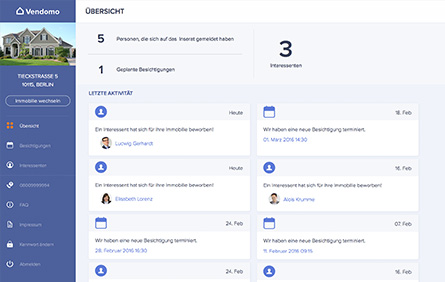 Vendomo
ÜBERSICHT
TIECKSTRASSE 5
10115, BERLIN
Immobilie wechseln
Übersicht
Besichtigungen
Interessenten
FAQ
Impressum
Kennwort ändern
Abmelden
5 Personen, die sich auf das Inserat gemeldet haben
1 Geplante Besichtigungen
3
Interessenten
LETZTE AKTIVITÄT
Heute
Ein Interessent hat sich für Ihre Immobilie beworben!
Ludwig Gerhardt
16. Feb
Wir haben eine neue Besichtigung terminiert.
01. März 2016 14:30
Heute
Ein Interessent hat sich für Ihre Immobilie beworben!
Elisabeth Lorenz
16. Feb
Ein Interessent hat sich für Ihre Immobilie beworben!
Alois Krumme
24. Feb
Wir haben eine neue Besichtigung terminiert.
28. Februar 2016 16:30
07. Feb
Wir haben eine neue Besichtigung terminiert.
11. Februar 2016 09:15
24. Feb
06. Feb